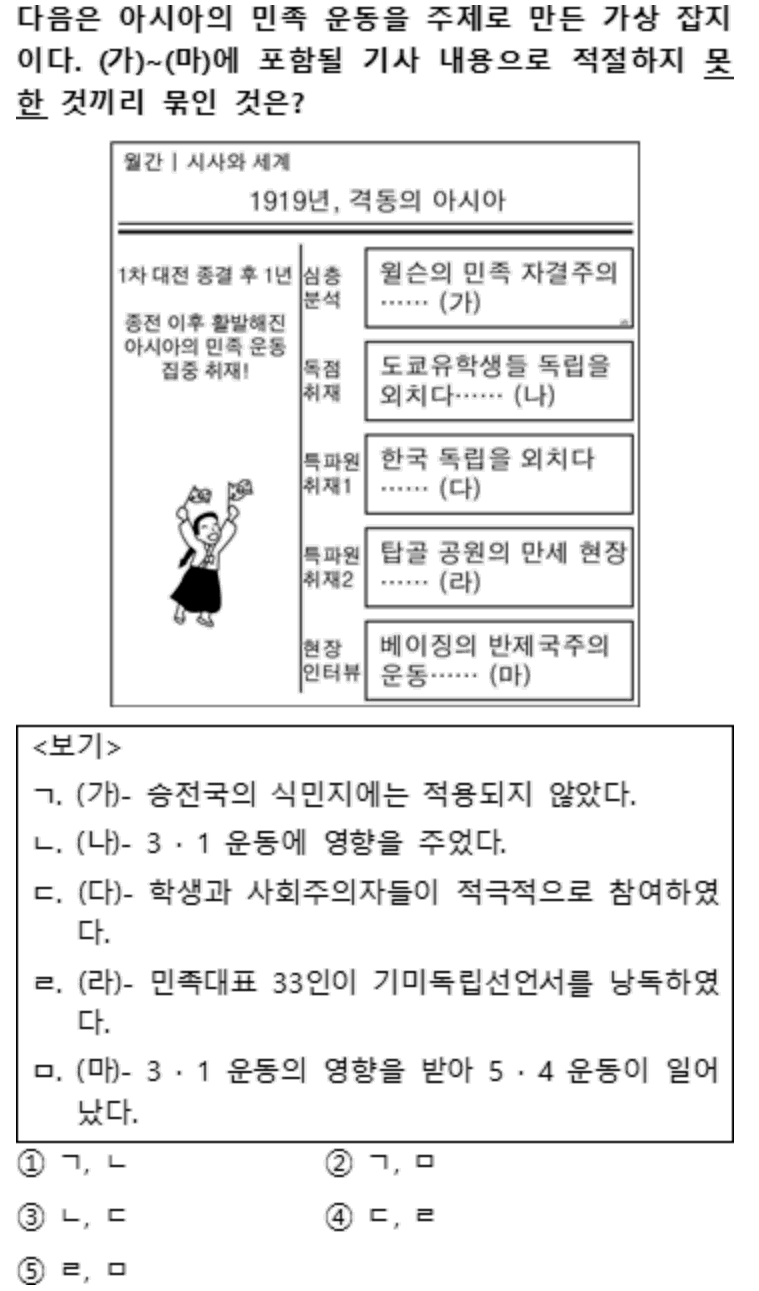 다음은 아시아의 민족 운동을 주제로 만든 가상 잡지
이다. (가)~(마)에 포함될 기사 내용으로 적절하지 못
한 것끼리 묶인 것은?
월간 | 시사와 세계
1919년, 격동의 아시아
1차 대전 종결 후 1년
종전 이후 활발해진
아시아의 민족 운동
집중 취재!
심층
분석
윌슨의 민족 자결주의
…… (가)
독점
취재
도쿄유학생들 독립을
외치다…… (나)
특파원
취재1
한국 독립을 외치다
…… (다)
특파원
취재2
탑골 공원의 만세 현장
…… (라)
현장
인터뷰
베이징의 반제국주의
운동…… (마)
<보기>
ㄱ. (가)- 승전국의 식민지에는 적용되지 않았다.
ㄴ. (나)- 3 · 1 운동에 영향을 주었다.
ㄷ. (다)- 학생과 사회주의자들이 적극적으로 참여하였
다.
ㄹ. (라)- 민족대표 33인이 기미독립선언서를 낭독하였
다.
ㅁ. (마)- 3 · 1 운동의 영향을 받아 5 · 4 운동이 일어
났다.
① ㄱ, ㄴ ② ㄱ, ㅁ
③ ㄴ, ㄷ ④ ㄷ, ㄹ
⑤ ㄹ, ㅁ